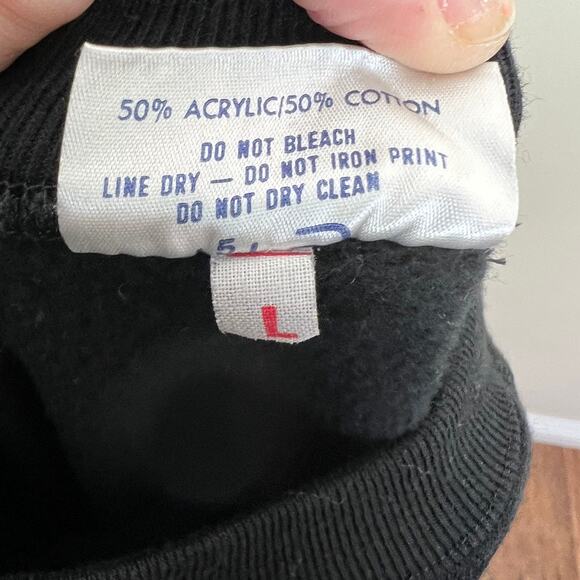 50% ACRYLIC/50% COTTON
DO NOT BLEACH
LINE DRY — DO NOT IRON PRINT
DO NOT DRY CLEAN
L